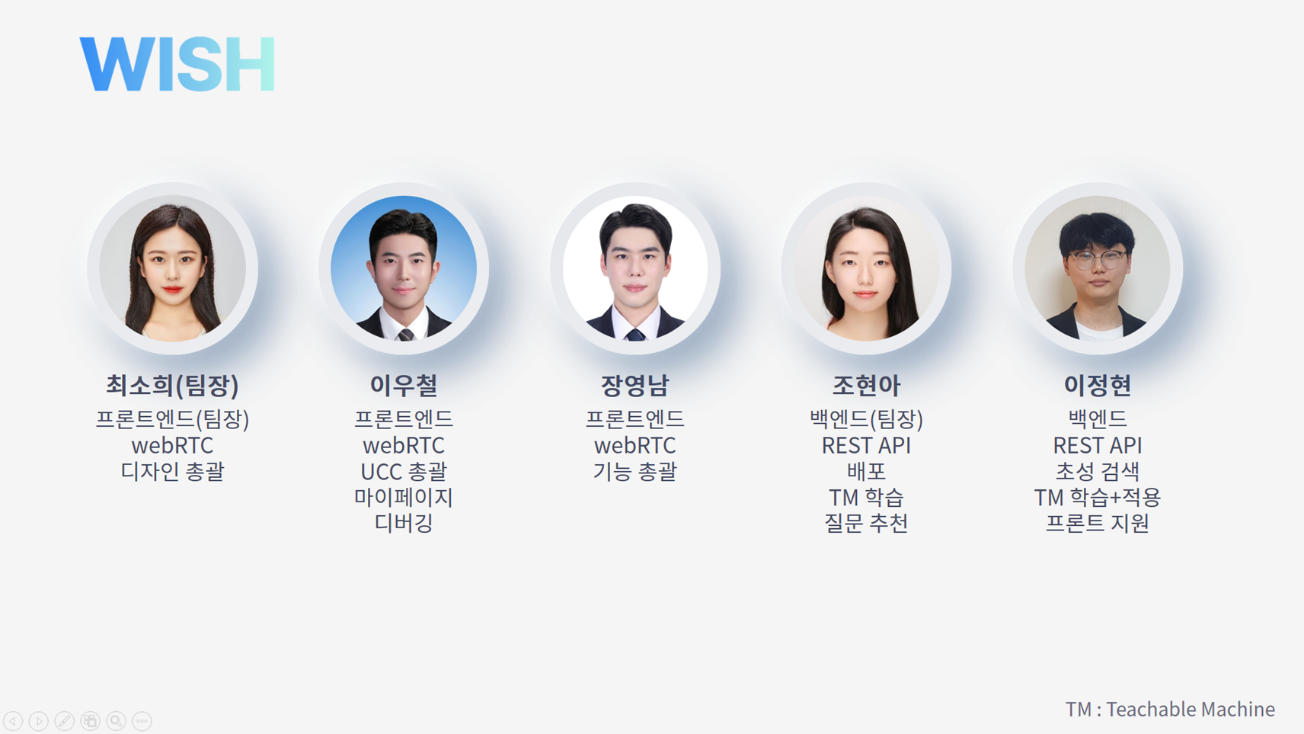 WISH
최소희(팀장)
프론트엔드(팀장)
webRTC
디자인 총괄
이우철
프론트엔드
webRTC
UCC 총괄
마이페이지
디버깅
장영남
프론트엔드
webRTC
기능 총괄
조현아
백엔드(팀장)
REST API
배포
TM 학습
질문 추천
이정현
백엔드
REST API
초성 검색
TM 학습+적용
프론트 지원
TM : Teachable Machine